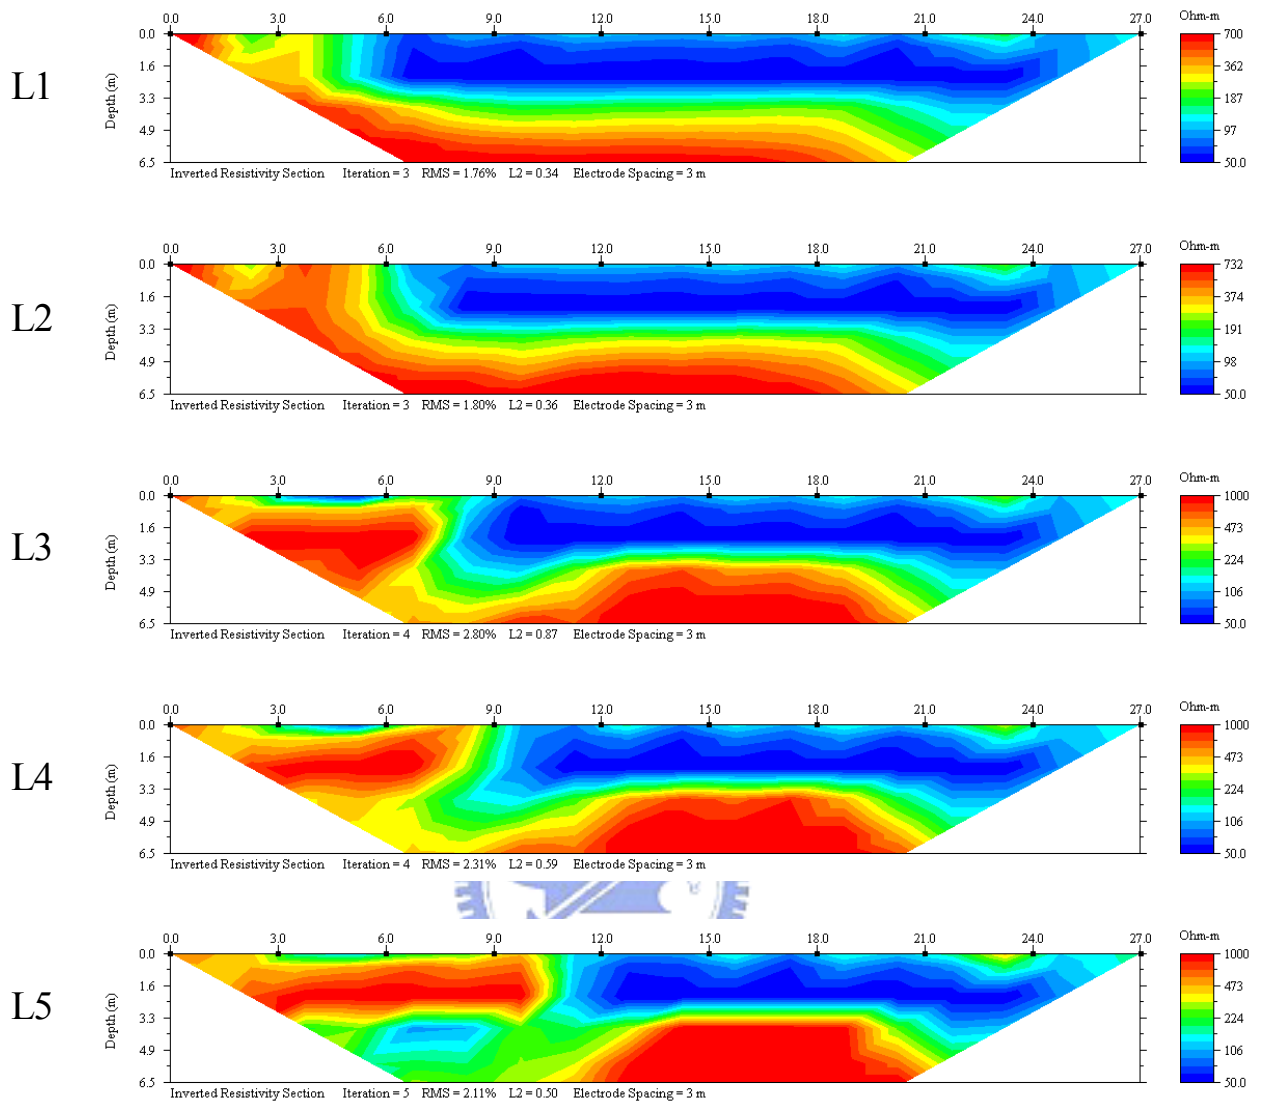 0.0 3.0 6.0 9.0 12.0 15.0 18.0 21.0 24.0 27.0
Ohm-m
L1
Depth (m)
0.0
1.6
3.3
4.9
6.5
700
362
187
97
50.0
Inverted Resistivity Section Iteration = 3 RMS = 1.76% L2 = 0.34 Electrode Spacing = 3 m
0.0 3.0 6.0 9.0 12.0 15.0 18.0 21.0 24.0 27.0
Ohm-m
L2
Depth (m)
0.0
1.6
3.3
4.9
6.5
732
374
191
98
50.0
Inverted Resistivity Section Iteration = 3 RMS = 1.80% L2 = 0.36 Electrode Spacing = 3 m
0.0 3.0 6.0 9.0 12.0 15.0 18.0 21.0 24.0 27.0
Ohm-m
L3
Depth (m)
0.0
1.6
3.3
4.9
6.5
1000
473
224
106
50.0
Inverted Resistivity Section Iteration = 4 RMS = 2.80% L2 = 0.87 Electrode Spacing = 3 m
0.0 3.0 6.0 9.0 12.0 15.0 18.0 21.0 24.0 27.0
Ohm-m
L4
Depth (m)
0.0
1.6
3.3
4.9
6.5
1000
473
224
106
50.0
Inverted Resistivity Section Iteration = 4 RMS = 2.31% L2 = 0.59 Electrode Spacing = 3 m
0.0 3.0 6.0 9.0 12.0 15.0 18.0 21.0 24.0 27.0
Ohm-m
L5
Depth (m)
0.0
1.6
3.3
4.9
6.5
1000
473
224
106
50.0
Inverted Resistivity Section Iteration = 5 RMS = 2.11% L2 = 0.50 Electrode Spacing = 3 m